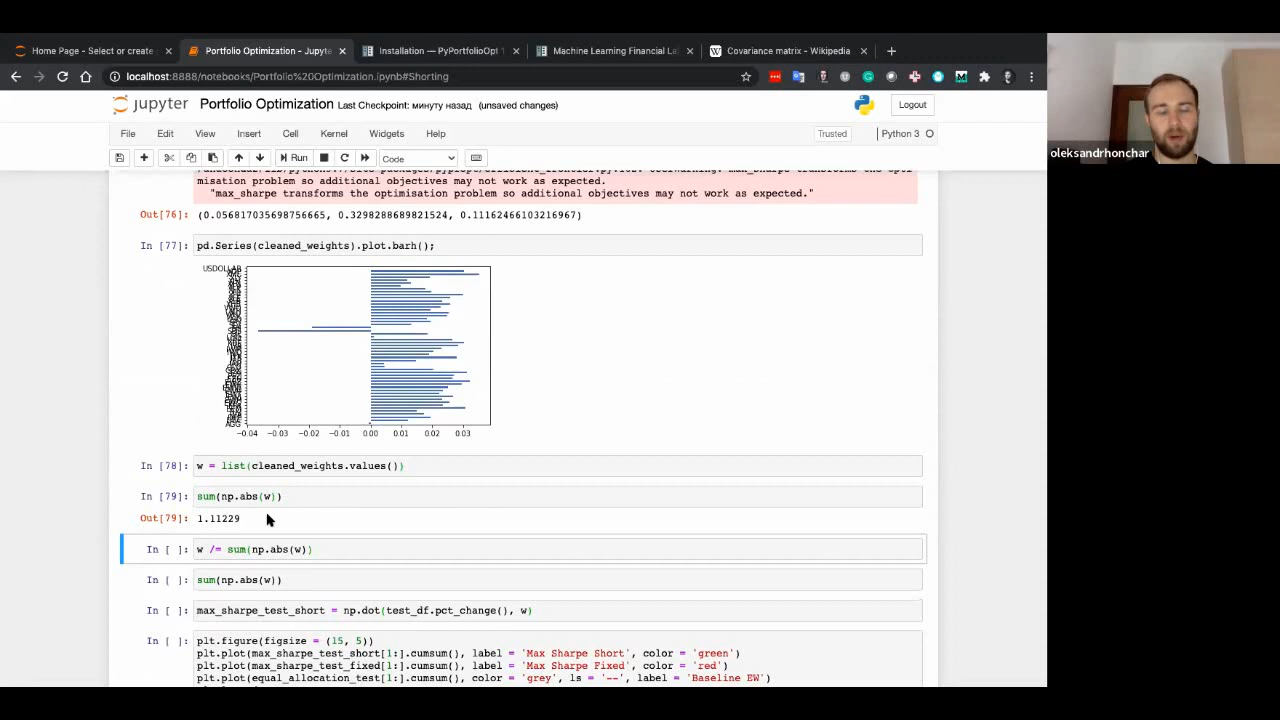 Home Page - Select or create
Portfolio Optimization - Jupyte
Installation — PyPortfolioOpt
Machine Learning Financial La
Covariance matrix - Wikipedia
localhost:8888/notebooks/Portfolio%20Optimization.ipynb#Shorting
jupyter Portfolio Optimization Last Checkpoint: минуту назад (unsaved changes)
Logout
File Edit View Insert Cell Kernel Widgets Help
Trusted
Python 3
Run
Code
misation problem so additional objectives may not work as expected.
"max_sharpe transforms the optimisation problem so additional objectives may not work as expected."
Out[76]: (0.056817035698756665, 0.3298288689821524, 0.11162466103216967)
In [77]: pd.Series(cleaned_weights).plot.barh();
USDOLLAR
AGG
−0.04 −0.03 −0.02 −0.01 0.00 0.01 0.02 0.03
In [78]: w = list(cleaned_weights.values())
In [79]: sum(np.abs(w))
Out[79]: 1.11229
In [ ]: w /= sum(np.abs(w))
In [ ]: sum(np.abs(w))
In [ ]: max_sharpe_test_short = np.dot(test_df.pct_change(), w)
In [ ]: plt.figure(figsize = (15, 5))
plt.plot(max_sharpe_test_short[1:].cumsum(), label = 'Max Sharpe Short', color = 'green')
plt.plot(max_sharpe_test_fixed[1:].cumsum(), label = 'Max Sharpe Fixed', color = 'red')
plt.plot(equal_allocation_test[1:].cumsum(), color = 'grey', ls = '--', label = 'Baseline EW')
oleksandrhonchar